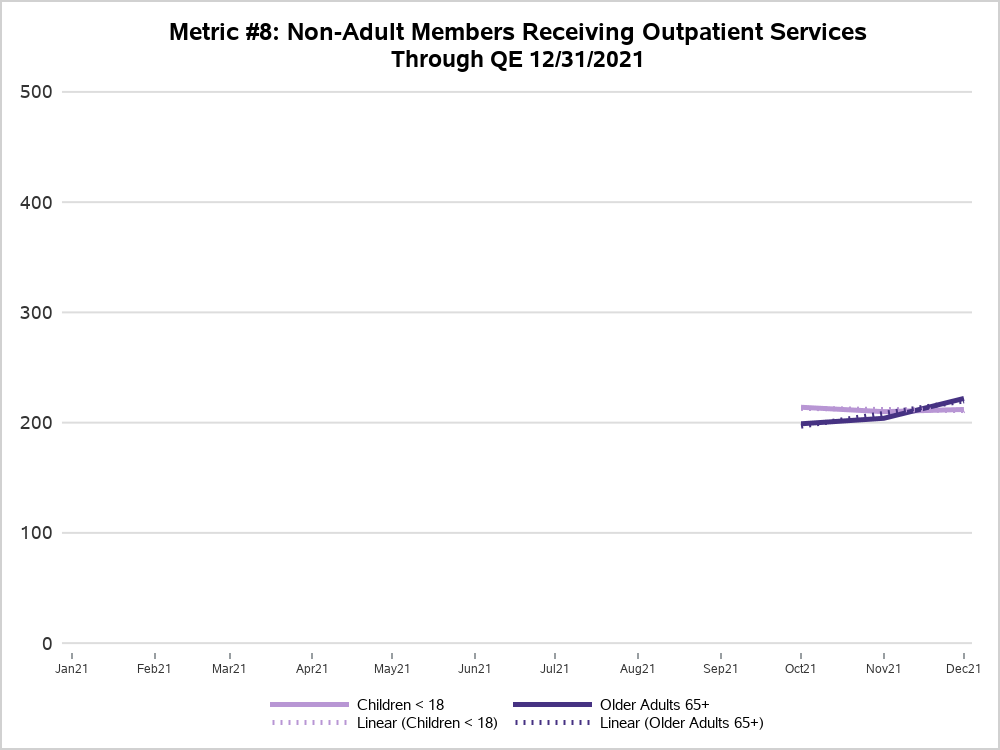 Metric #8: Non-Adult Members Receiving Outpatient Services
Through QE 12/31/2021
500
400
300
200
100
0
Jan21 Feb21 Mar21 Apr21 May21 Jun21 Jul21 Aug21 Sep21 Oct21 Nov21 Dec21
Children < 18 Older Adults 65+
Linear (Children < 18) Linear (Older Adults 65+)